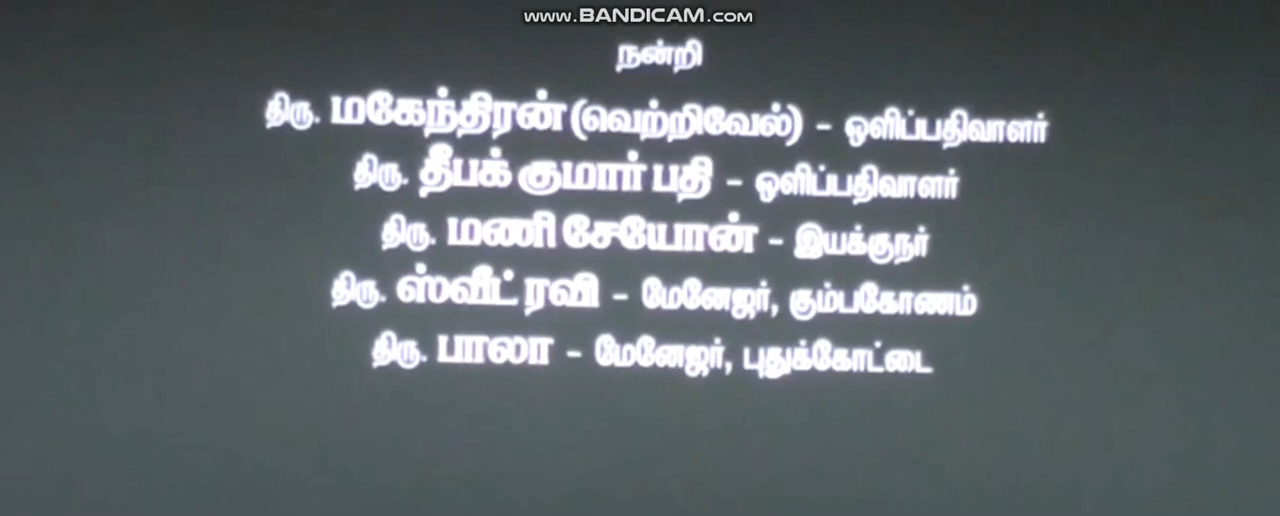 www.BANDICAM.com
நன்றி
திரு. மகேந்திரன் (வெற்றிவேல்) - ஒளிப்பதிவாளர்
திரு. தீபக் குமார் பதி - ஒளிப்பதிவாளர்
திரு. மணி சேயோன் - இயக்குநர்
திரு. ஸ்வீட் ரவி - மேனேஜர், கும்பகோணம்
திரு. பாலா - மேனேஜர், புதுக்கோட்டை